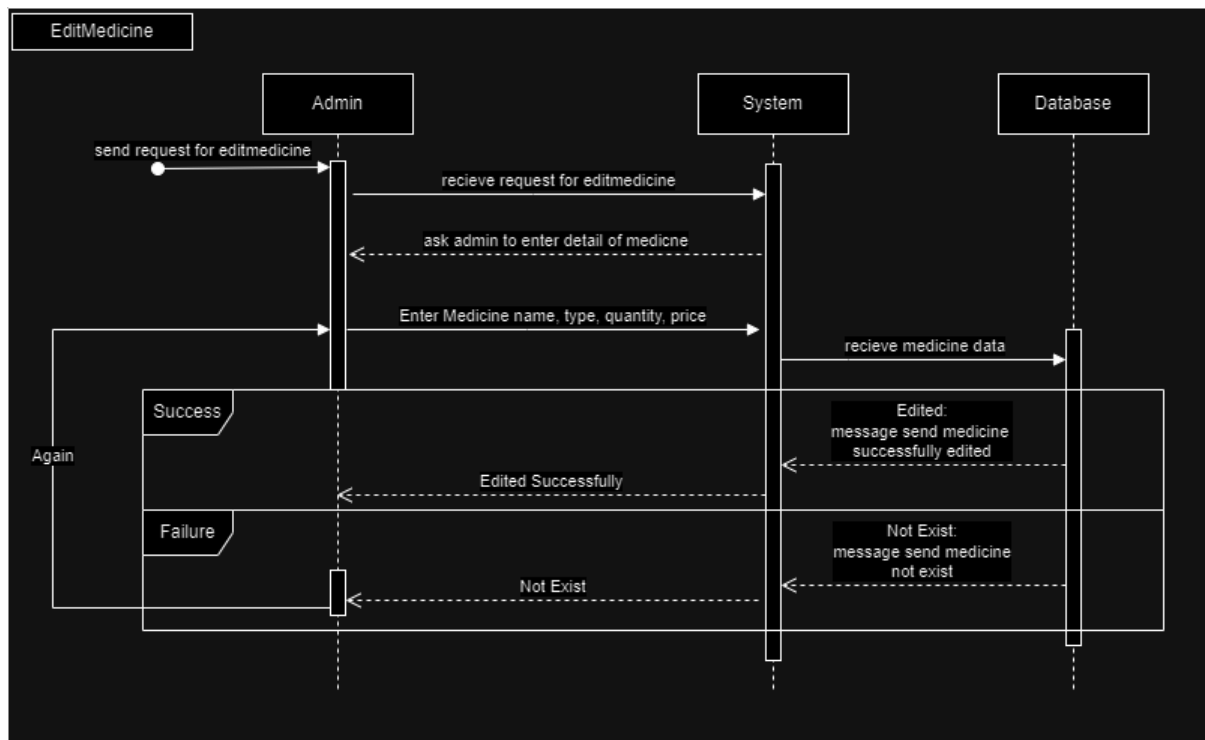 EditMedicine
Admin
System
Database
send request for editmedicine
recieve request for editmedicine
ask admin to enter detail of medicne
Enter Medicine name, type, quantity, price
recieve medicine data
Success
Edited:
message send medicine
successfully edited
Again
Edited Successfully
Failure
Not Exist:
message send medicine
not exist
Not Exist